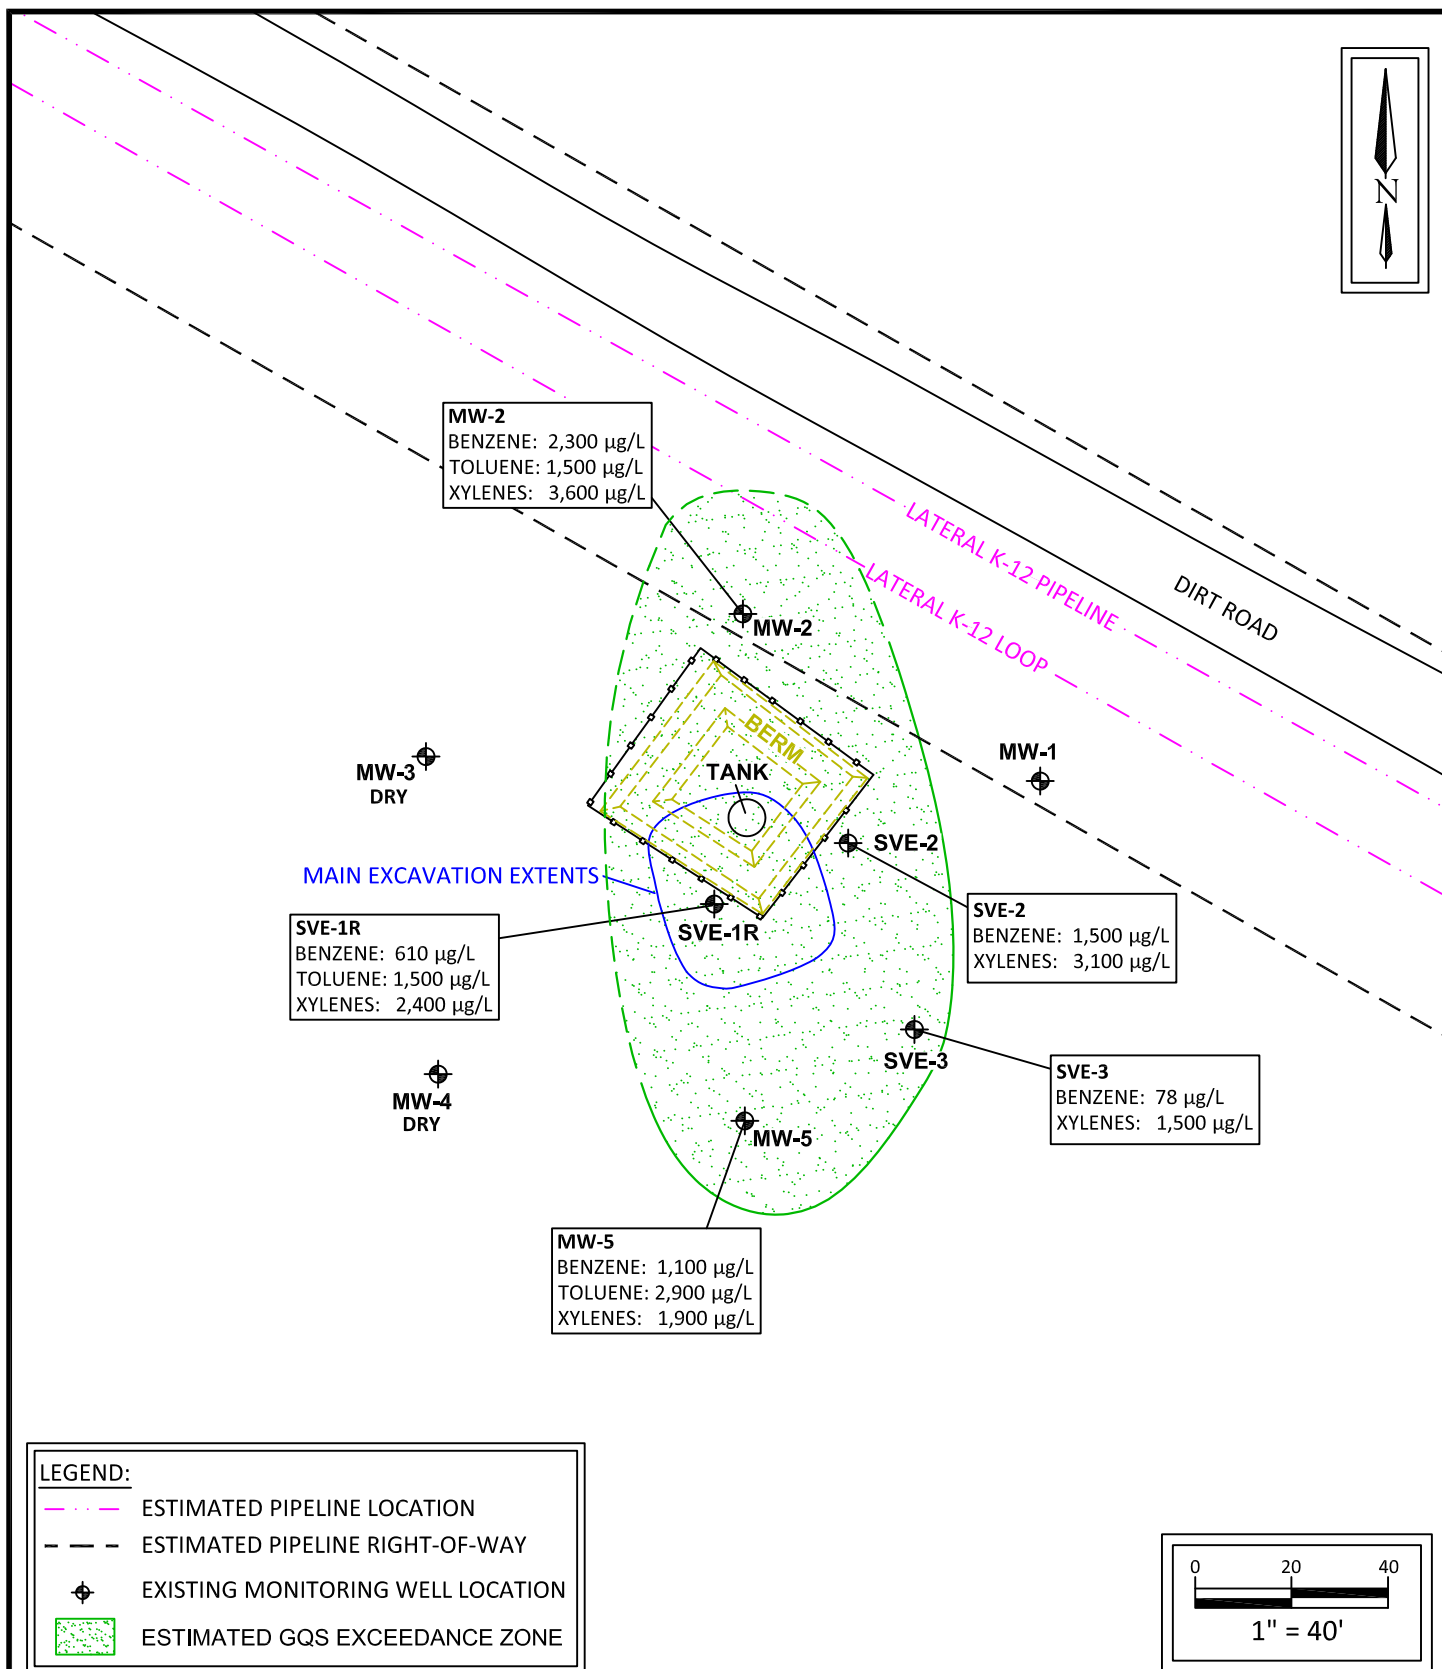 N
MW-2
BENZENE: 2,300 µg/L
TOLUENE: 1,500 µg/L
XYLENES: 3,600 µg/L
LATERAL K-12 PIPELINE
LATERAL K-12 LOOP
DIRT ROAD
MW-2
BERM
TANK
MW-1
MW-3
DRY
SVE-2
MAIN EXCAVATION EXTENTS
SVE-1R
BENZENE: 610 µg/L
TOLUENE: 1,500 µg/L
XYLENES: 2,400 µg/L
SVE-1R
SVE-2
BENZENE: 1,500 µg/L
XYLENES: 3,100 µg/L
SVE-3
SVE-3
BENZENE: 78 µg/L
XYLENES: 1,500 µg/L
MW-4
DRY
MW-5
MW-5
BENZENE: 1,100 µg/L
TOLUENE: 2,900 µg/L
XYLENES: 1,900 µg/L
LEGEND:
ESTIMATED PIPELINE LOCATION
ESTIMATED PIPELINE RIGHT-OF-WAY
EXISTING MONITORING WELL LOCATION
ESTIMATED GQS EXCEEDANCE ZONE
0 20 40
1" = 40'